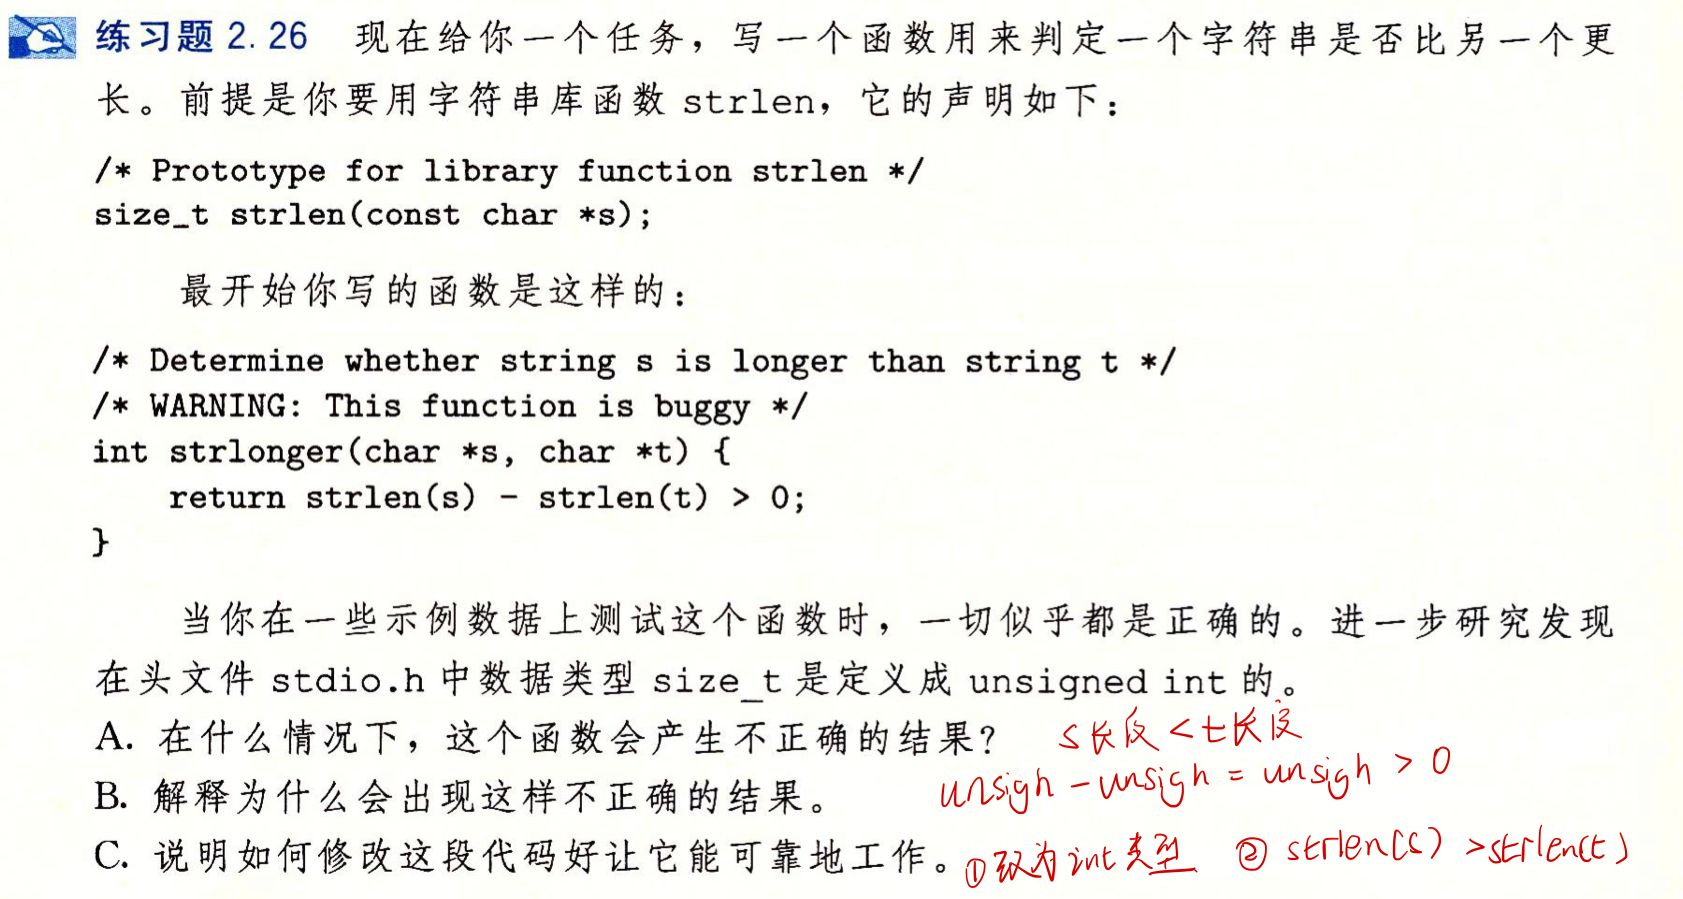 练习题 2.26 现在给你一个任务，写一个函数用来判定一个字符串是否比另一个更
长。前提是你要用字符串库函数 strlen，它的声明如下：
/* Prototype for library function strlen */
size_t strlen(const char *s);
最开始你写的函数是这样的：
/* Determine whether string s is longer than string t */
/* WARNING: This function is buggy */
int strlonger(char *s, char *t) {
    return strlen(s) - strlen(t) > 0;
}
当你在一些示例数据上测试这个函数时，一切似乎都是正确的。进一步研究发现
在头文件 stdio.h 中数据类型 size_t 是定义成 unsigned int 的。
A. 在什么情况下，这个函数会产生不正确的结果？ s长度<t长度
B. 解释为什么会出现这样不正确的结果。 unsigh - unsigh = unsigh > 0
C. 说明如何修改这段代码好让它能可靠地工作。 ①改为int类型 ② strlen(s) > strlen(t)